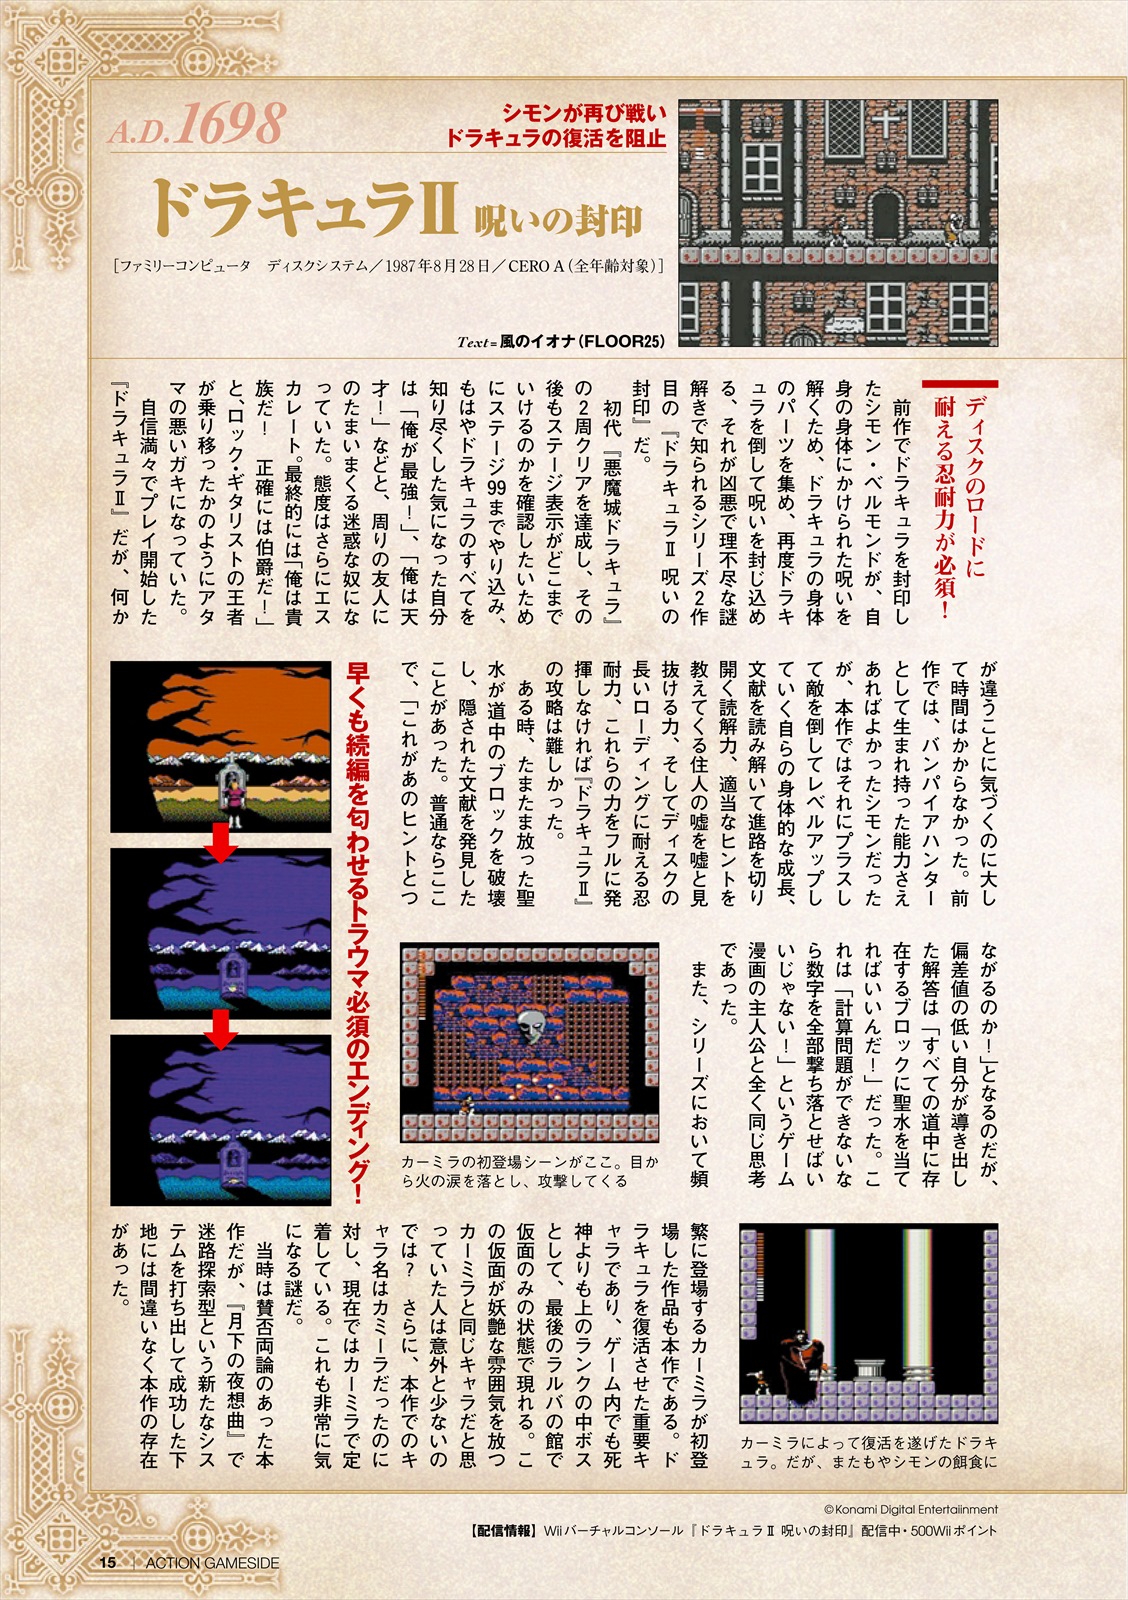 A.D.1698
シモンが再び戦い
ドラキュラの復活を阻止
ドラキュラⅡ 呪いの封印
［ファミリーコンピュータ　ディスクシステム／1987年8月28日／CERO A（全年齢対象）］
Text=風のイオナ（FLOOR25）
ディスクのロードに
耐える忍耐力が必須！
　前作でドラキュラを封印し
たシモン・ベルモンドが、自
身の身体にかけられた呪いを
解くため、ドラキュラの身体
のパーツを集め、再度ドラキ
ュラを倒して呪いを封じ込め
る、それが凶悪で理不尽な謎
解きで知られるシリーズ２作
目の『ドラキュラⅡ 呪いの
封印』だ。
　初代『悪魔城ドラキュラ』
の２周クリアを達成し、その
後もステージ表示がどこまで
いけるのかを確認したいため
にステージ99までやり込み、
もはやドラキュラのすべてを
知り尽くした気になった自分
は「俺が最強！」、「俺は天
才！」などと、周りの友人に
のたまいまくる迷惑な奴にな
っていた。態度はさらにエス
カレート。最終的には「俺は貴
族だ！　正確には伯爵だ！」
と、ロック・ギタリストの王者
が乗り移ったかのようにアタ
マの悪いガキになっていた。
　自信満々でプレイ開始した
『ドラキュラⅡ』だが、何か
が違うことに気づくのに大し
て時間はかからなかった。前
作では、バンパイアハンター
として生まれ持った能力さえ
あればよかったシモンだった
が、本作ではそれにプラスし
て敵を倒してレベルアップし
ていく自らの身体的な成長、
文献を読み解いて進路を切り
開く読解力、適当なヒントを
教えてくる住人の嘘を嘘と見
抜ける力、そしてディスクの
長いローディングに耐える忍
耐力、これらの力をフルに発
揮しなければ『ドラキュラⅡ』
の攻略は難しかった。
　ある時、たまたま放った聖
水が道中のブロックを破壊
し、隠された文献を発見した
ことがあった。普通ならここ
で、「これがあのヒントとつ
早くも続編を匂わせるトラウマ必須のエンディング！
ながるのか！」となるのだが、
偏差値の低い自分が導き出し
た解答は「すべての道中に存
在するブロックに聖水を当て
ればいいんだ！」だった。こ
れは「計算問題ができないな
ら数字を全部撃ち落とせばい
いじゃない！」というゲーム
漫画の主人公と全く同じ思考
であった。
　また、シリーズにおいて頻
カーミラの初登場シーンがここ。目か
ら火の涙を落とし、攻撃してくる
繁に登場するカーミラが初登
場した作品も本作である。ド
ラキュラを復活させた重要キ
ャラであり、ゲーム内でも死
神よりも上のランクの中ボス
として、最後のラルバの館で
仮面のみの状態で現れる。こ
の仮面が妖艶な雰囲気を放つ
カーミラと同じキャラだと思
っていた人は意外と少ないの
では？　さらに、本作でのキ
ャラ名はカミーラだったのに
対し、現在ではカーミラで定
着している。これも非常に気
になる謎だ。
　当時は賛否両論のあった本
作だが、『月下の夜想曲』で
迷路探索型という新たなシス
テムを打ち出して成功した下
地には間違いなく本作の存在
があった。
カーミラによって復活を遂げたドラキ
ュラ。だが、またもやシモンの餌食に
©Konami Digital Entertainment
【配信情報】Wiiバーチャルコンソール『ドラキュラⅡ 呪いの封印』配信中・500Wiiポイント
15 | ACTION GAMESIDE